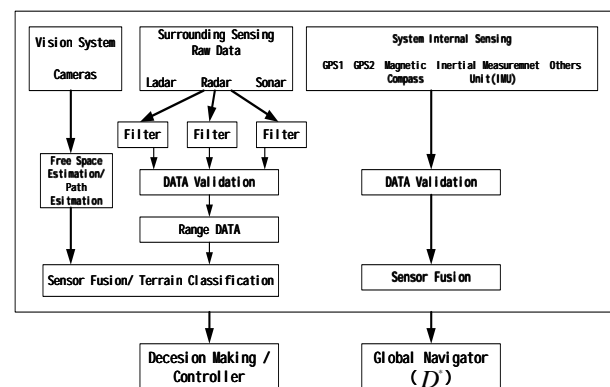 Vision System
Cameras
Surrounding Sensing
Raw Data
Ladar Radar Sonar
System Internal Sensing
GPS1 GPS2 Magnetic Inertial Measuremnet Others
Compass Unit(IMU)
Filter Filter Filter
Free Space
Estimation/
Path
Esitmation
DATA Validation
DATA Validation
Range DATA
Sensor Fusion/ Terrain Classification
Sensor Fusion
Decesion Making /
Controller
Global Navigator
(D*)